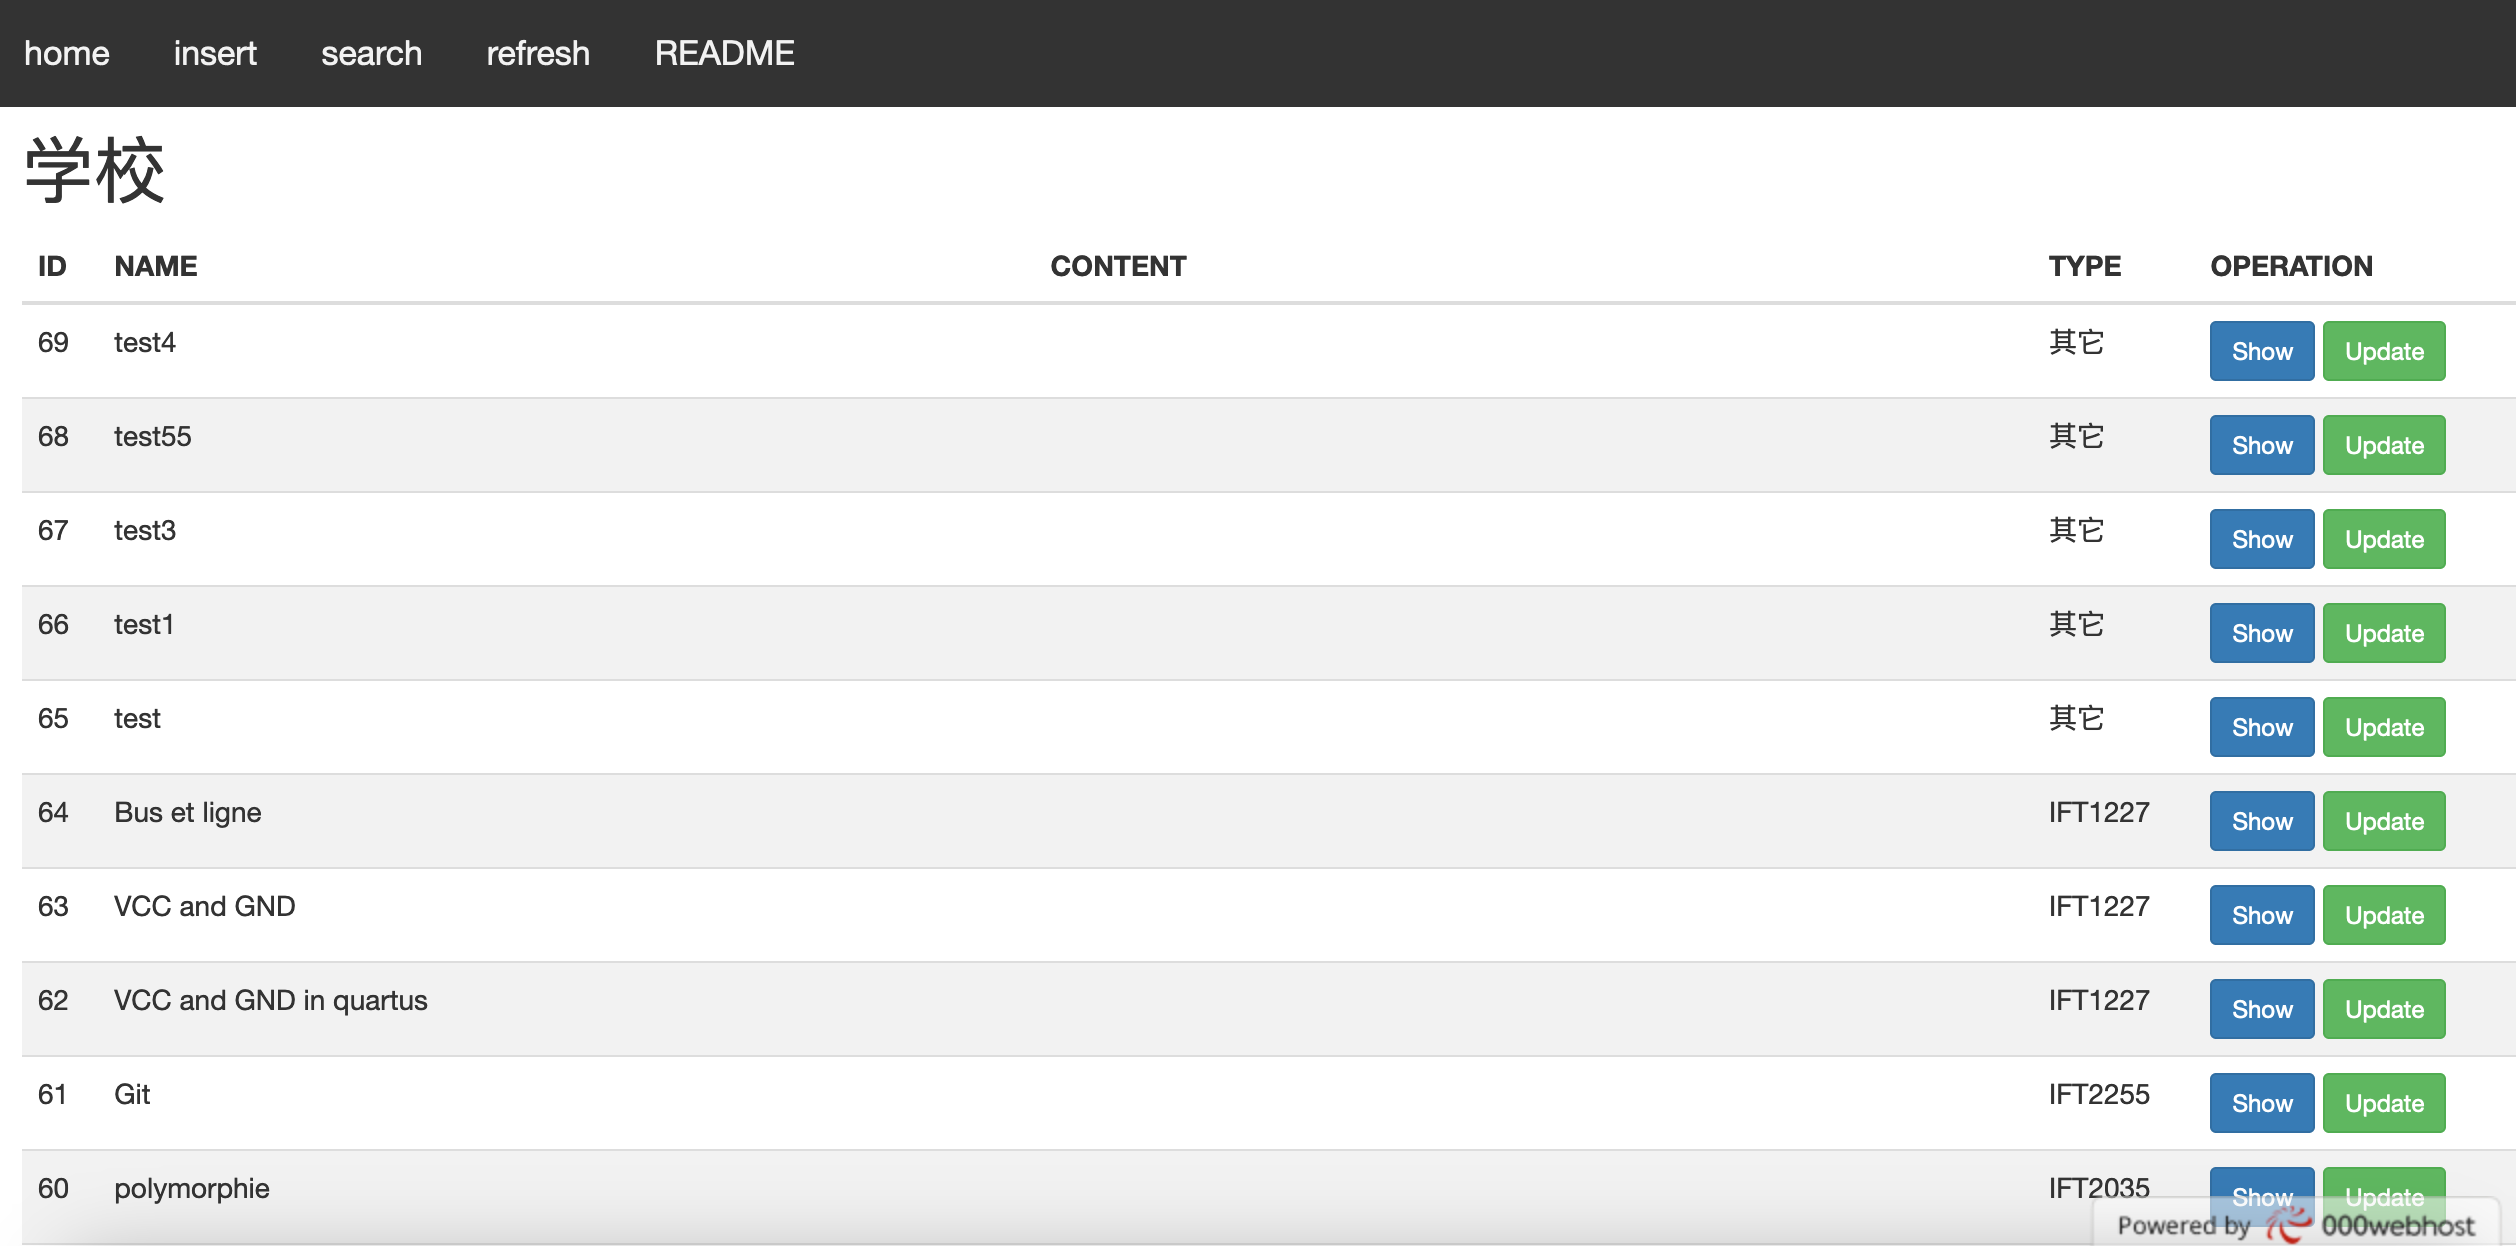 home insert search refresh README
学校
ID NAME CONTENT TYPE OPERATION
69 test4 其它 Show Update
68 test55 其它 Show Update
67 test3 其它 Show Update
66 test1 其它 Show Update
65 test 其它 Show Update
64 Bus et ligne IFT1227 Show Update
63 VCC and GND IFT1227 Show Update
62 VCC and GND in quartus IFT1227 Show Update
61 Git IFT2255 Show Update
60 polymorphie IFT2035 Show Update
Powered by 000webhost